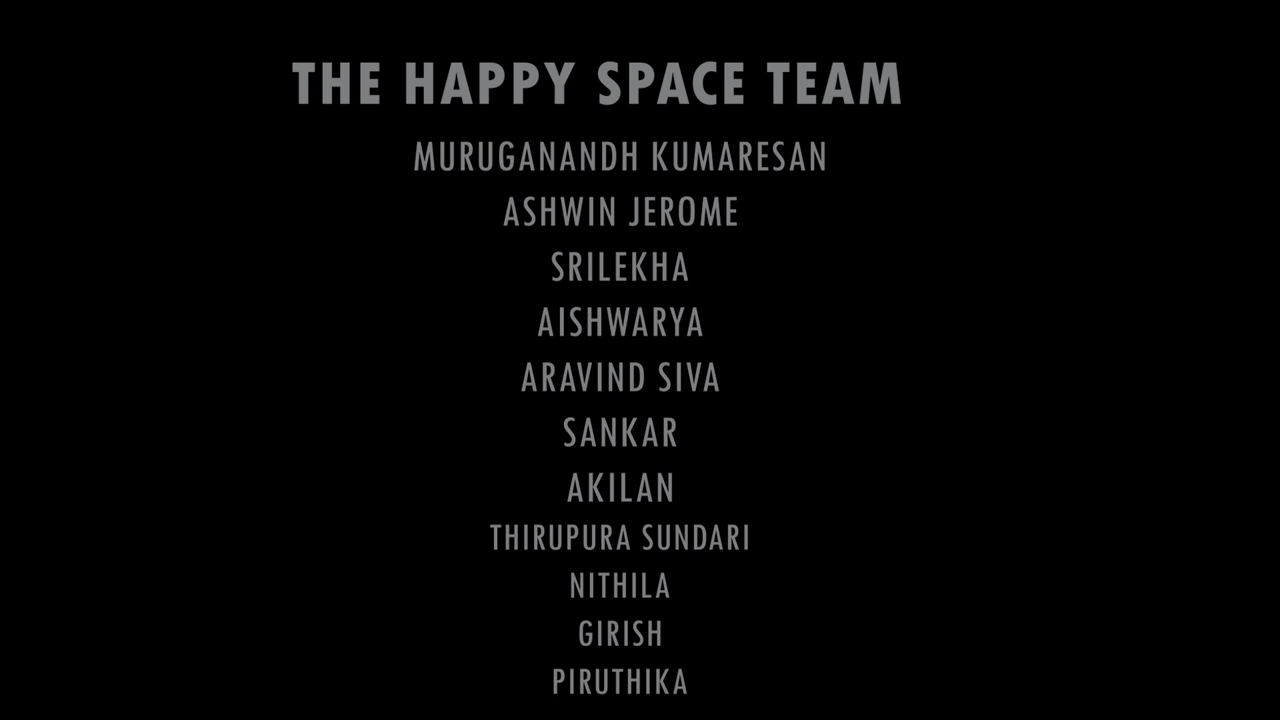 THE HAPPY SPACE TEAM
MURUGANANDH KUMARESAN
ASHWIN JEROME
SRILEKHA
AISHWARYA
ARAVIND SIVA
SANKAR
AKILAN
THIRUPURA SUNDARI
NITHILA
GIRISH
PIRUTHIKA